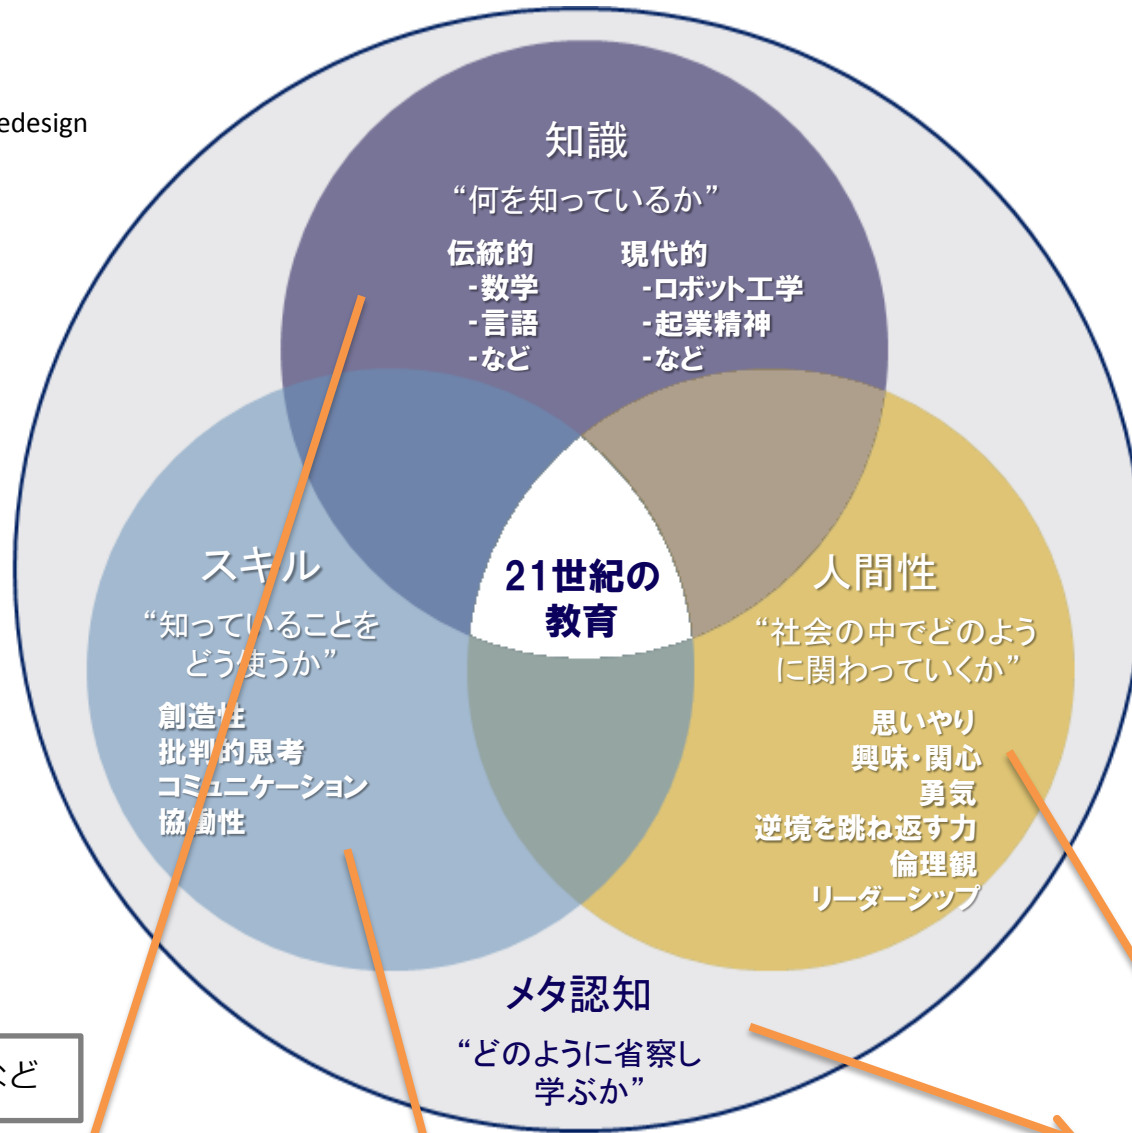 edesign
知識
“何を知っているか”
伝統的
-数学
-言語
-など
現代的
-ロボット工学
-起業精神
-など
スキル
“知っていることを
どう使うか”
創造性
批判的思考
コミュニケーション
協働性
21世紀の
教育
人間性
“社会の中でどのよう
に関わっていくか”
思いやり
興味・関心
勇気
逆境を跳ね返す力
倫理観
リーダーシップ
メタ認知
“どのように省察し
学ぶか”
など